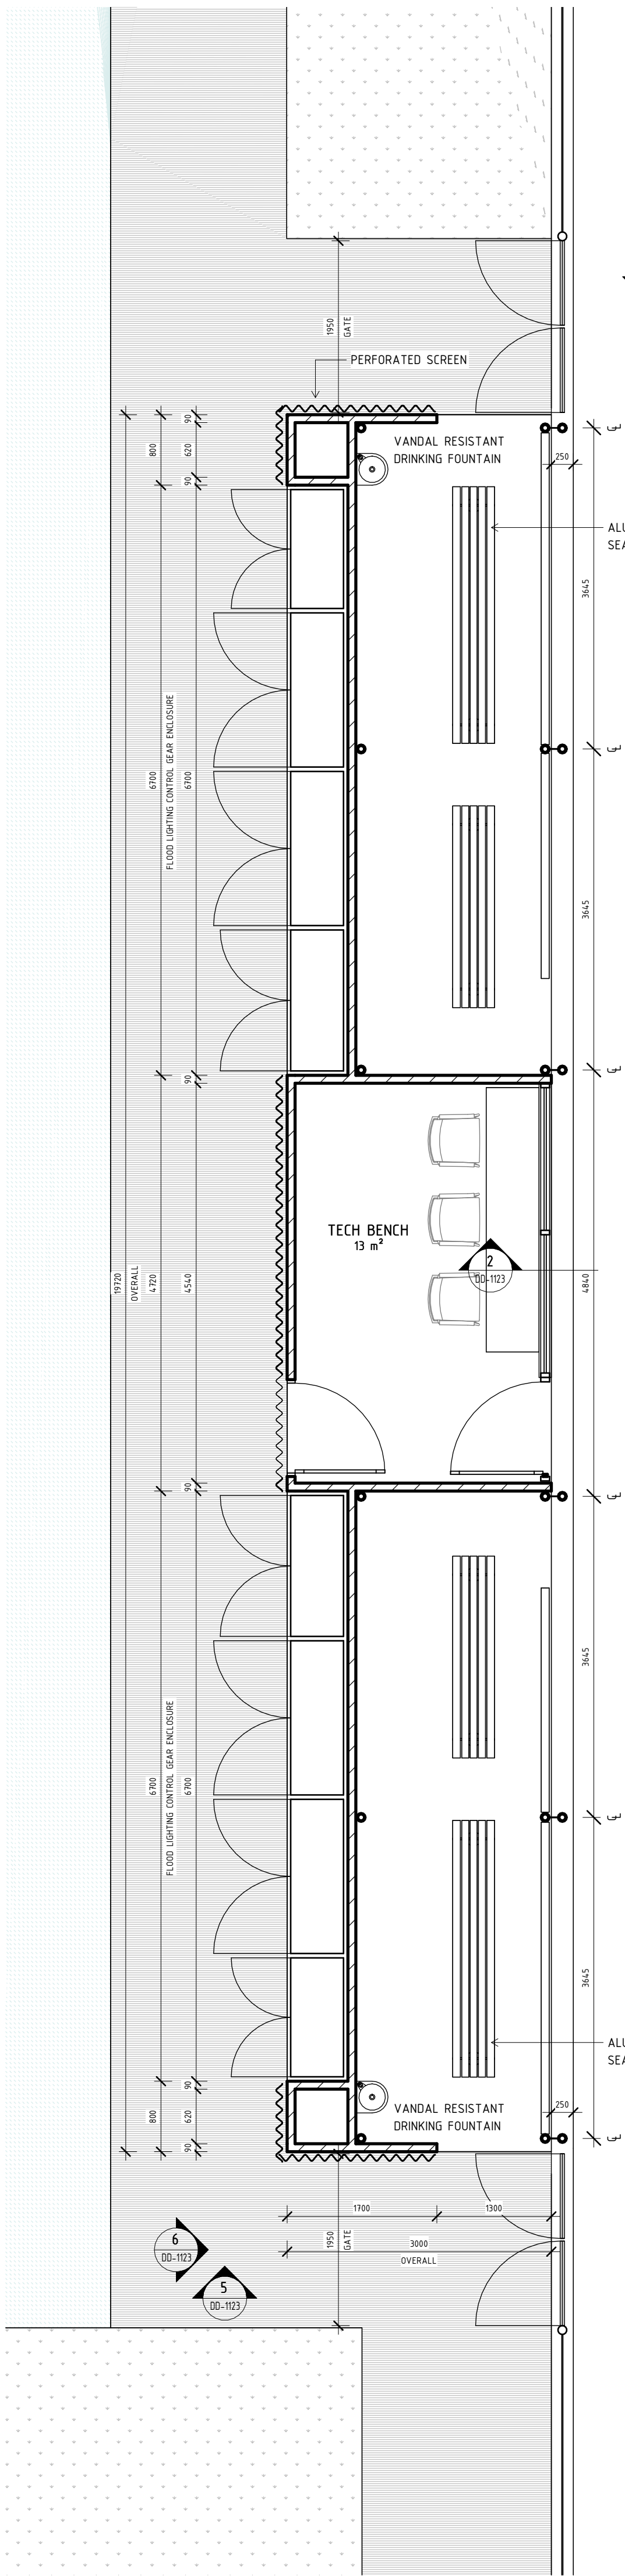 1950
GATE
PERFORATED SCREEN
90
800
620
90
VANDAL RESISTANT
DRINKING FOUNTAIN
250
3645
FLOOD LIGHTING CONTROL GEAR ENCLOSURE
6700
6700
3645
90
TECH BENCH
13 m²
2
DD-1123
19720
OVERALL
4720
4540
4840
90
3645
FLOOD LIGHTING CONTROL GEAR ENCLOSURE
6700
6700
3645
90
800
620
90
VANDAL RESISTANT
DRINKING FOUNTAIN
250
1700
1300
1950
GATE
3000
OVERALL
6
DD-1123
5
DD-1123